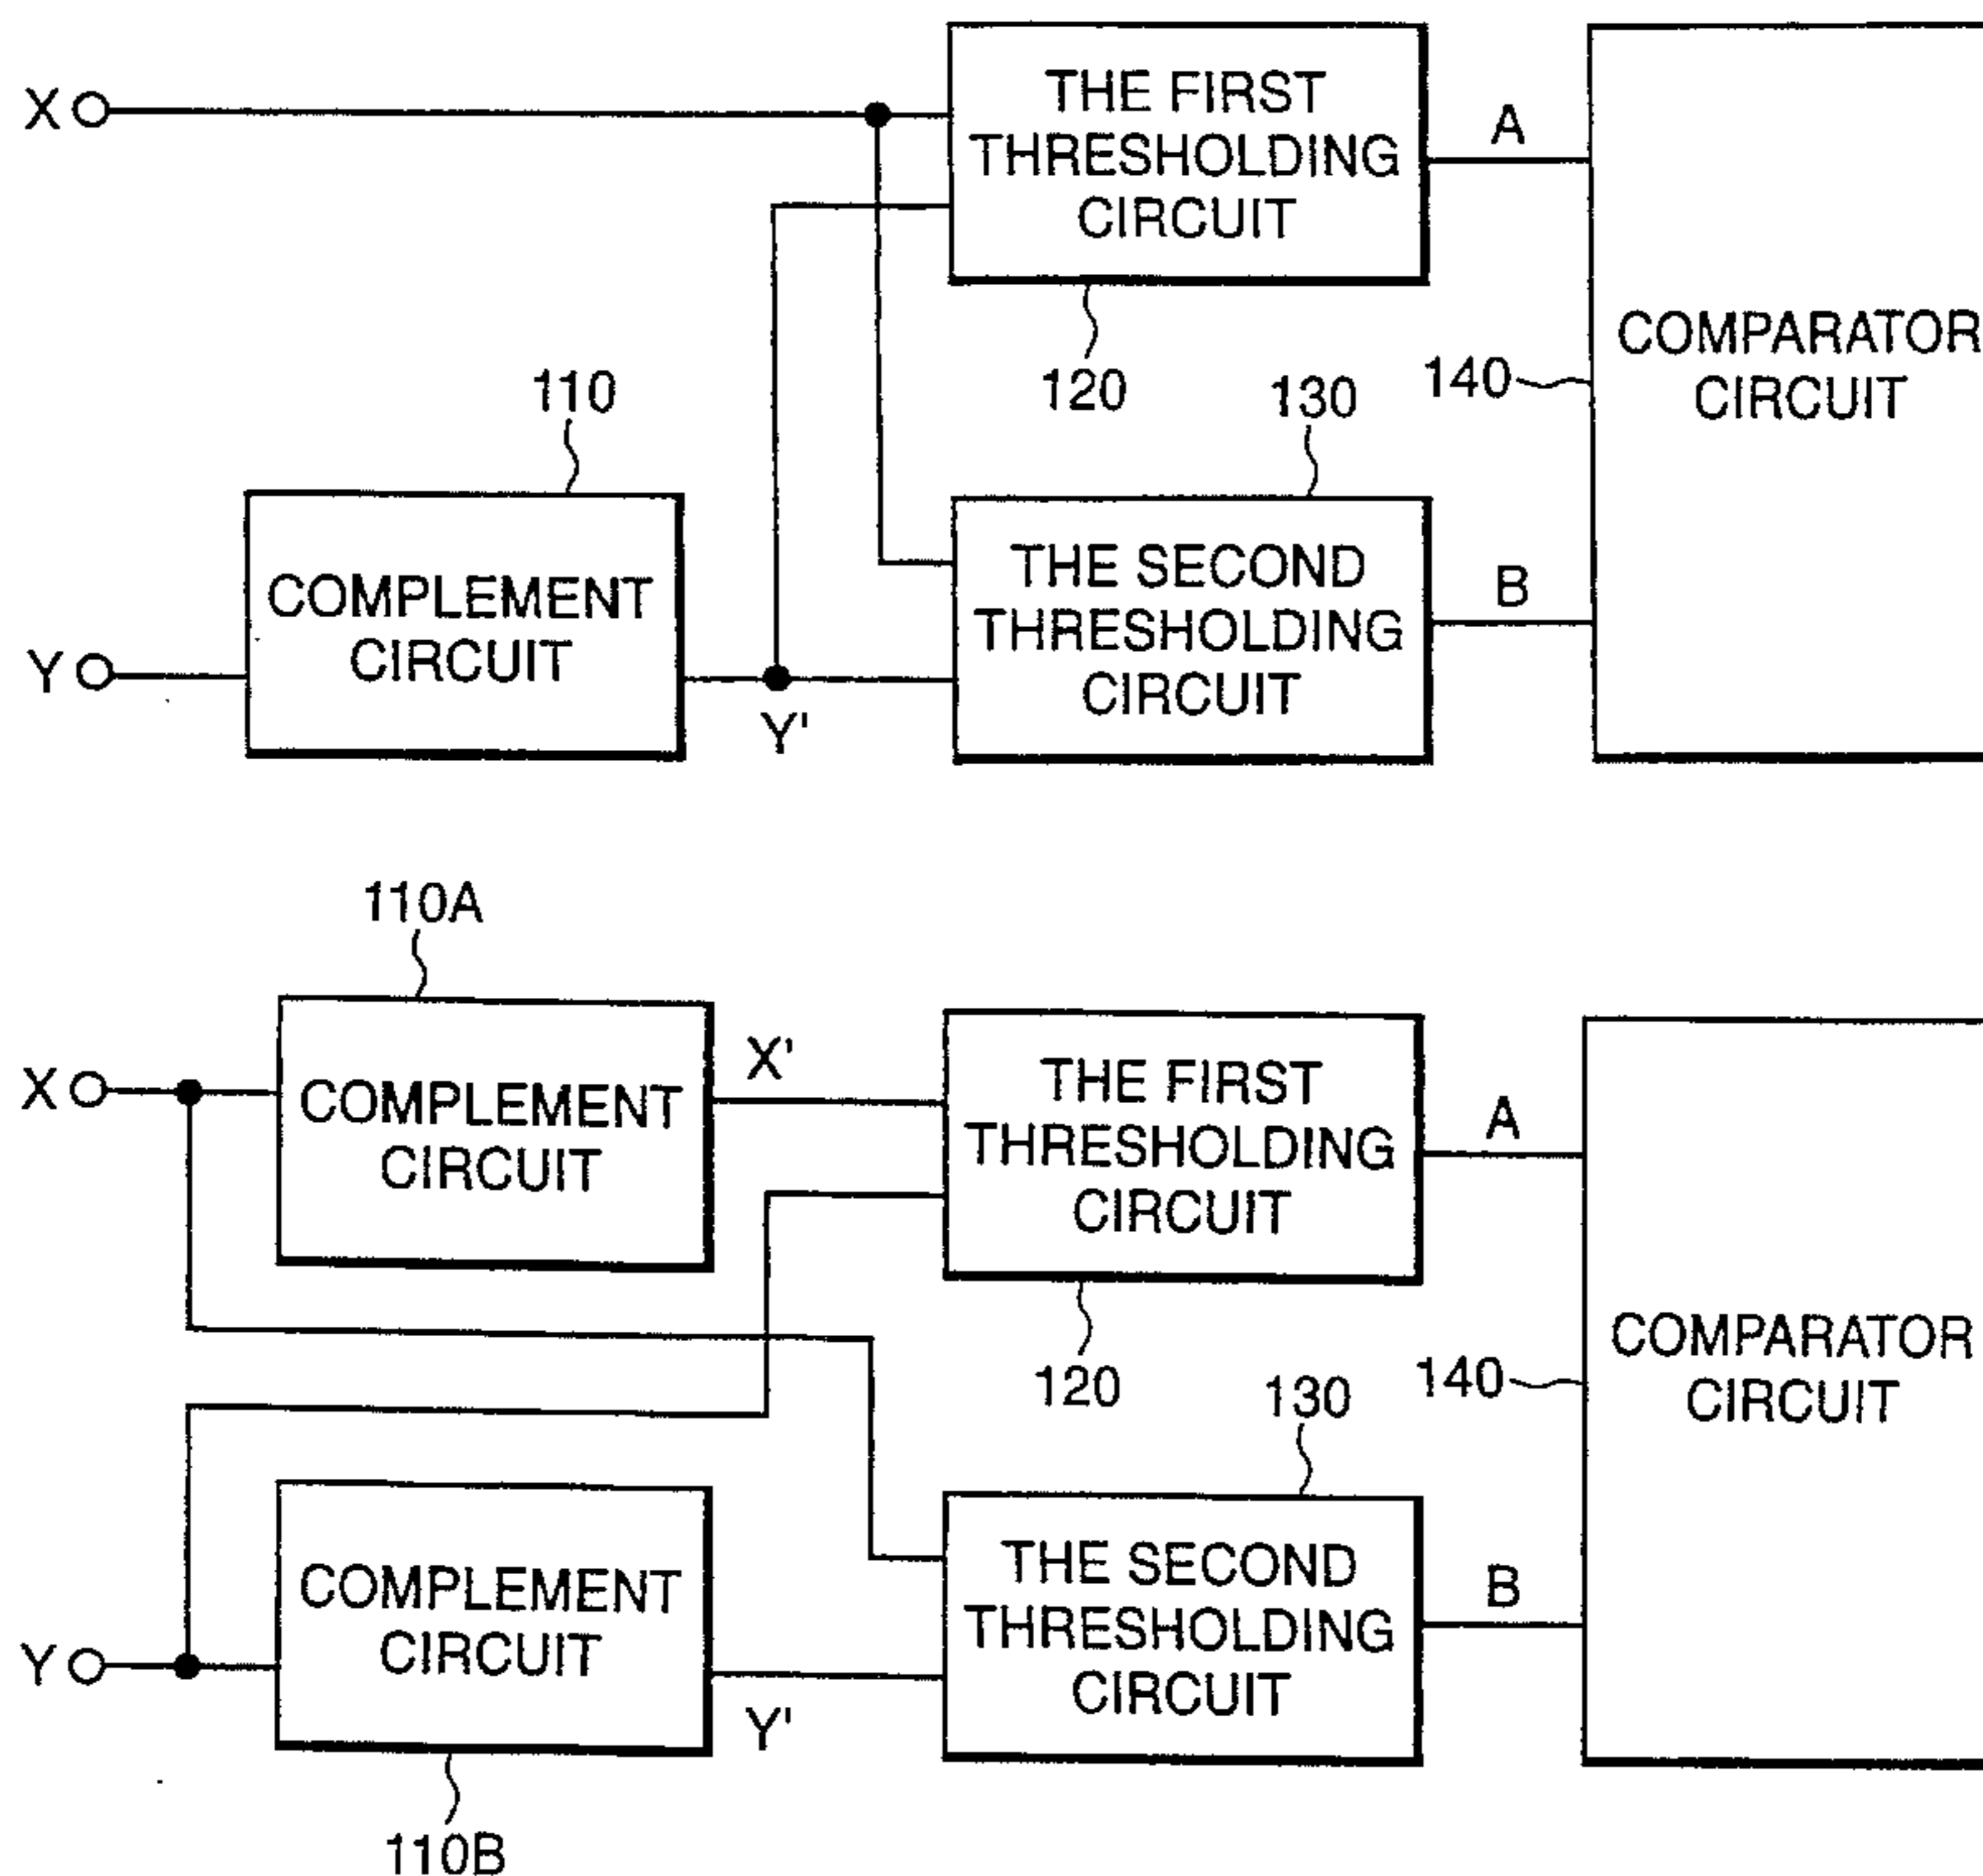 X
THE FIRST
THRESHOLDING
CIRCUIT
A
120
COMPARATOR
CIRCUIT
140
110
130
Y
COMPLEMENT
CIRCUIT
Y'
THE SECOND
THRESHOLDING
CIRCUIT
B
110A
X
COMPLEMENT
CIRCUIT
X'
THE FIRST
THRESHOLDING
CIRCUIT
A
120
COMPARATOR
CIRCUIT
140
130
Y
COMPLEMENT
CIRCUIT
Y'
THE SECOND
THRESHOLDING
CIRCUIT
B
110B